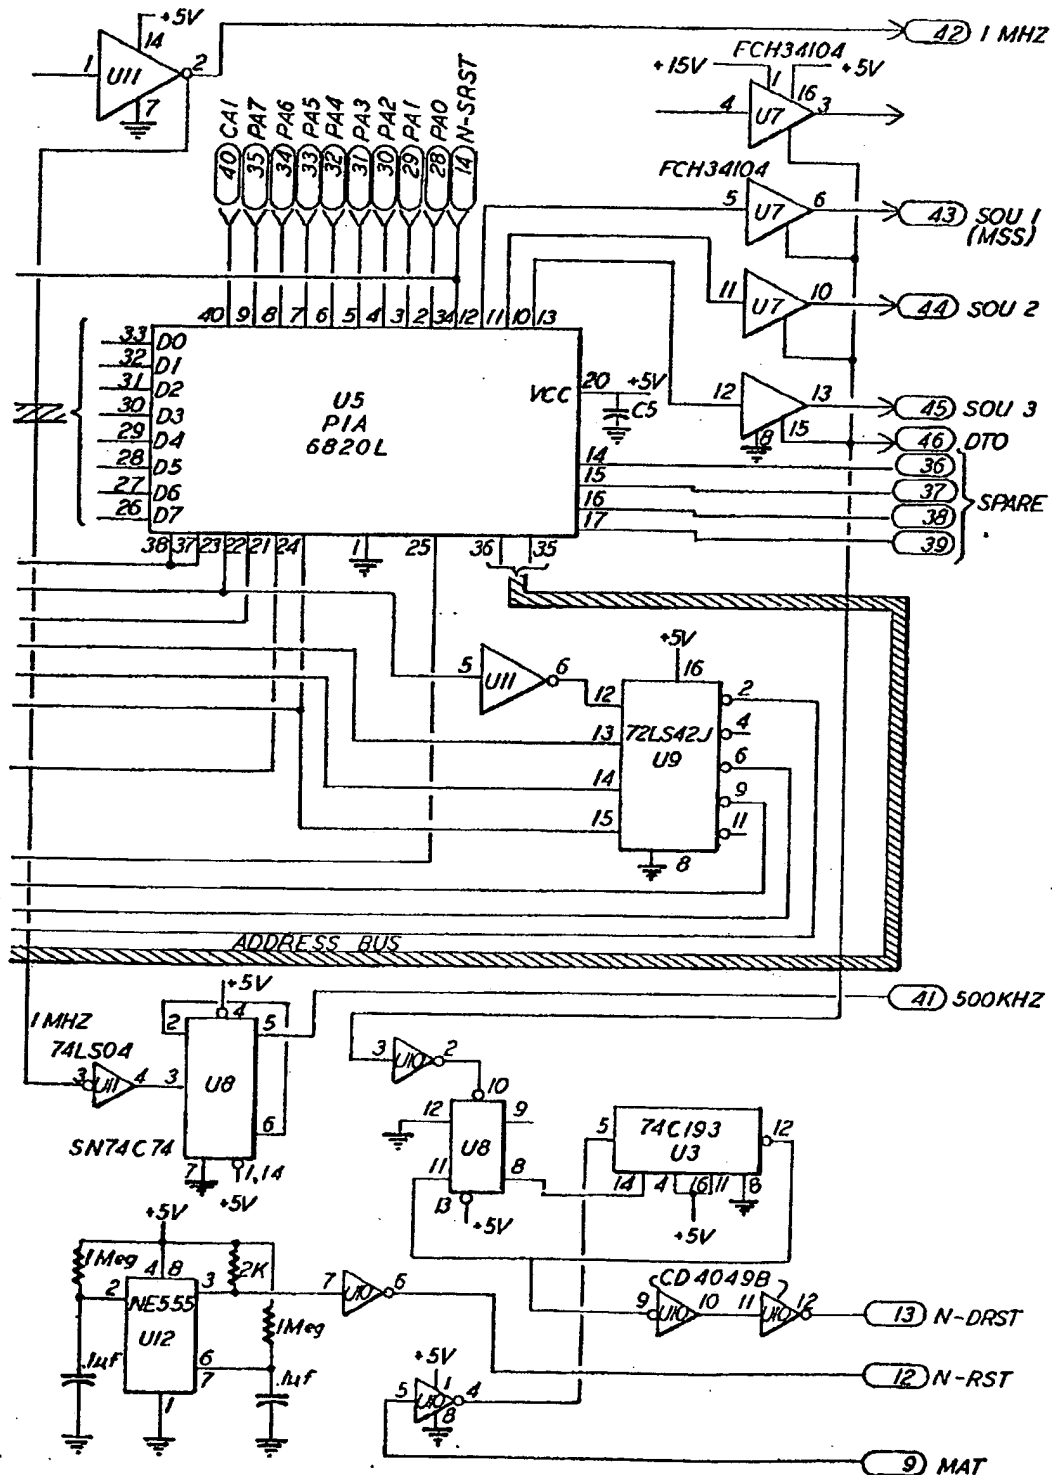 +5V
14
1
U11
2
7
42
1 MHZ
FCH34104
+15V
+5V
1
16
4
U7
3
40 CA1
35 PA7
34 PA6
33 PA5
32 PA4
31 PA3
30 PA2
29 PA1
28 PA0
14 N-SRST
FCH34104
5
U7
6
43
SOU 1
(MSS)
11
U7
10
44
SOU 2
40 9 8 7 6 5 4 3 2 34 12 11 10 13
33 D0
32 D1
31 D2
30 D3
29 D4
28 D5
27 D6
26 D7
U5
PIA
6820L
VCC
20
+5V
C5
12
13
8
15
45
SOU 3
46
DTO
14
36
15
37
16
38
17
39
SPARE
38 37 23 22 21 24
1
25
36
35
5
U11
6
+5V
16
12
13
14
15
72LS42J
U9
2
4
6
9
11
8
ADDRESS BUS
1 MHZ
74LS04
3
U11
4
+5V
4
2
5
3
U8
6
SN74C74
7
1,14
+5V
41
500KHZ
3
U10
2
10
12
9
U8
11
8
13
+5V
5
74C193
U3
12
14
4
16
11
8
+5V
+5V
1Meg
4 8
2
3
2K
NE555
U12
1Meg
6
7
.1uf
.1uf
1
7
U10
6
CD4049B
9
U10
10
11
U10
12
13
N-DRST
12
N-RST
+5V
1
5
U10
4
8
9
MAT